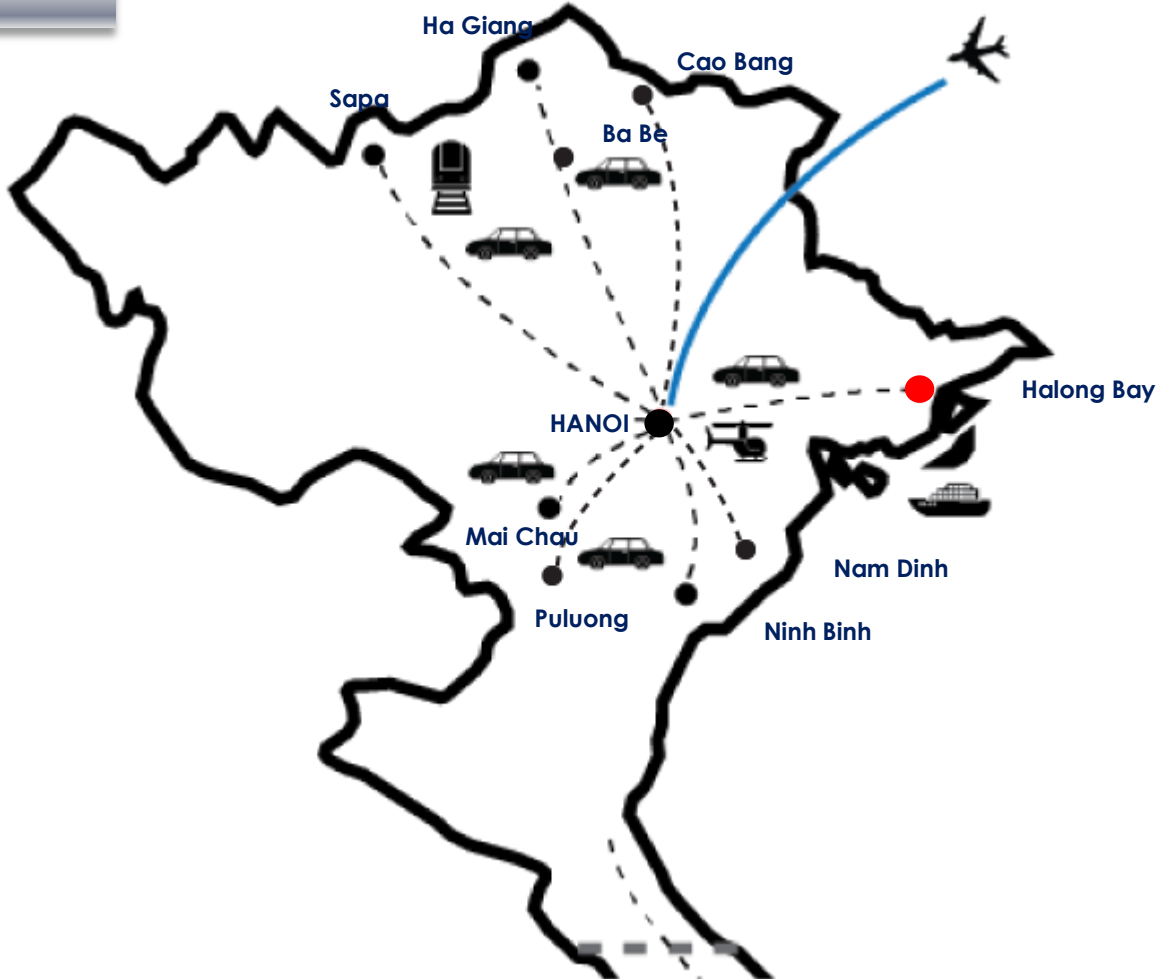 Ha Giang
Cao Bang
Sapa
Ba Be
Halong Bay
HANOI
Mai Chau
Nam Dinh
Puluong
Ninh Binh